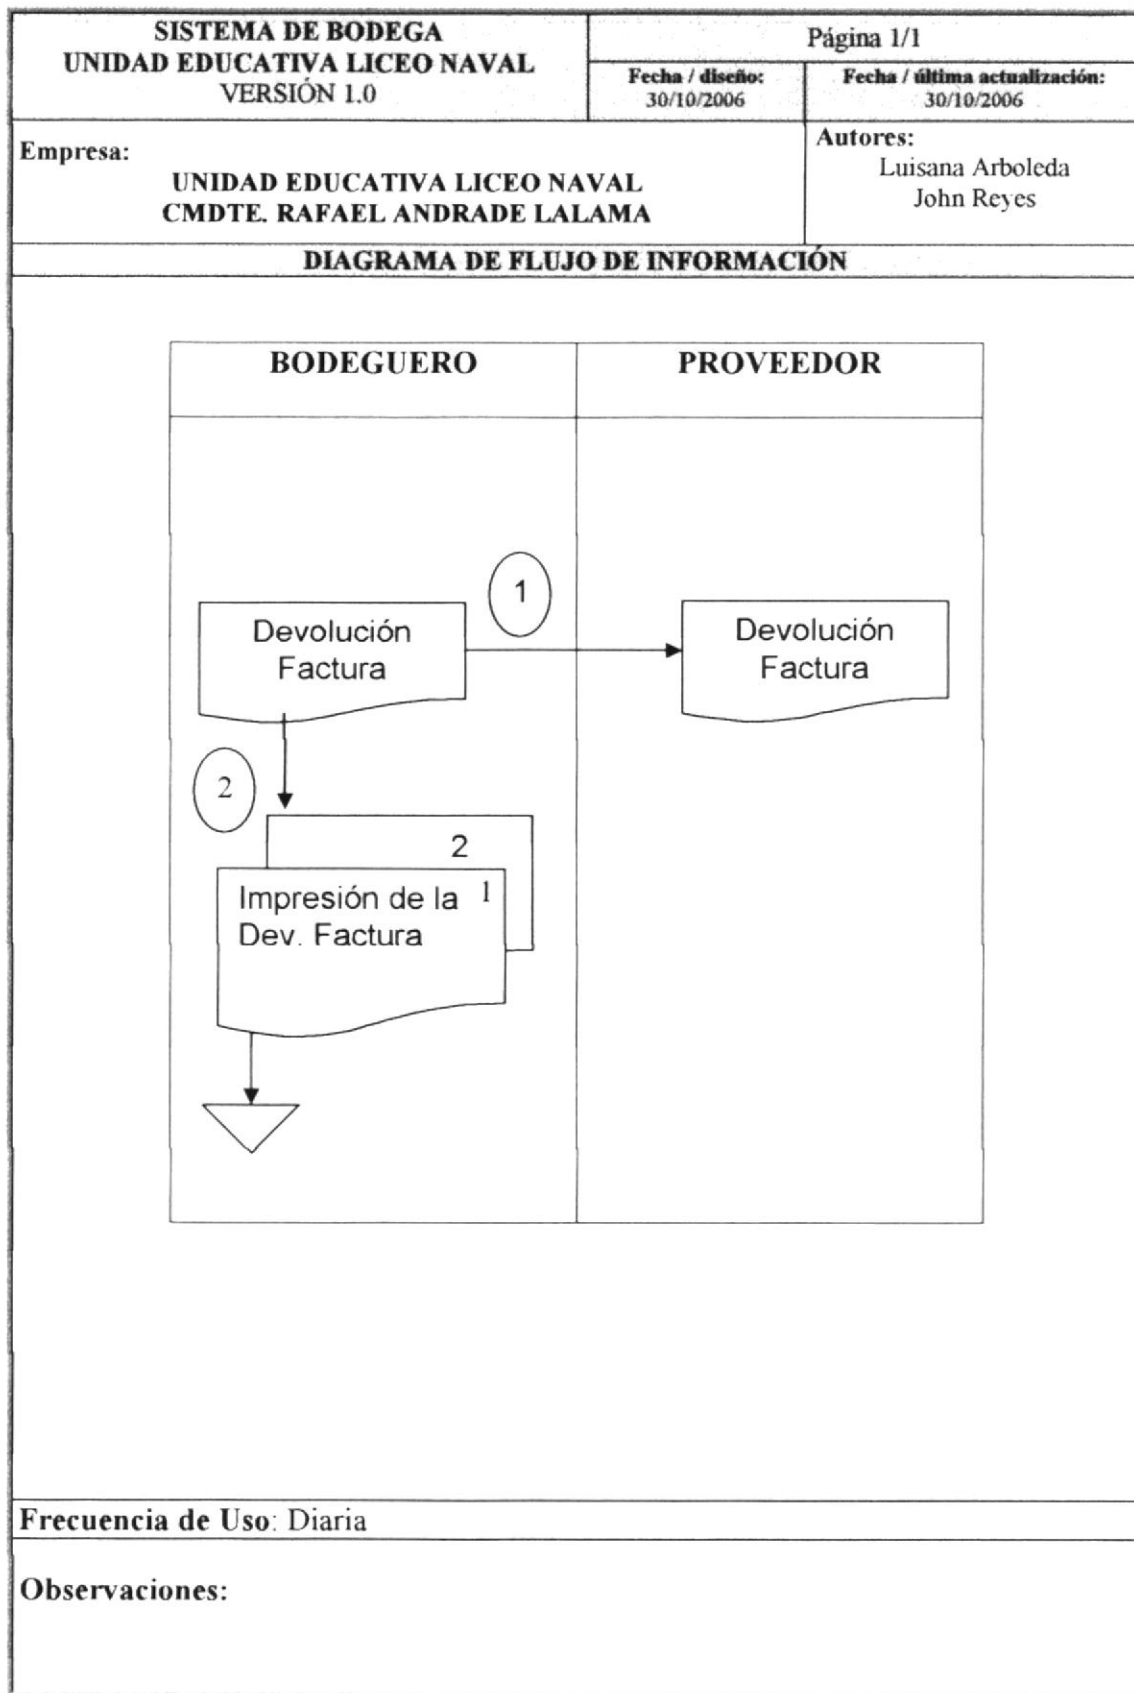 SISTEMA DE BODEGA
UNIDAD EDUCATIVA LICEO NAVAL
VERSIÓN 1.0
Página 1/1
Fecha / diseño:
30/10/2006
Fecha / última actualización:
30/10/2006
Empresa:
UNIDAD EDUCATIVA LICEO NAVAL
CMDTE. RAFAEL ANDRADE LALAMA
Autores:
Luisana Arboleda
John Reyes
DIAGRAMA DE FLUJO DE INFORMACIÓN
BODEGUERO
PROVEEDOR
1
Devolución
Factura
Devolución
Factura
2
2
Impresión de la 1
Dev. Factura
Frecuencia de Uso: Diaria
Observaciones: